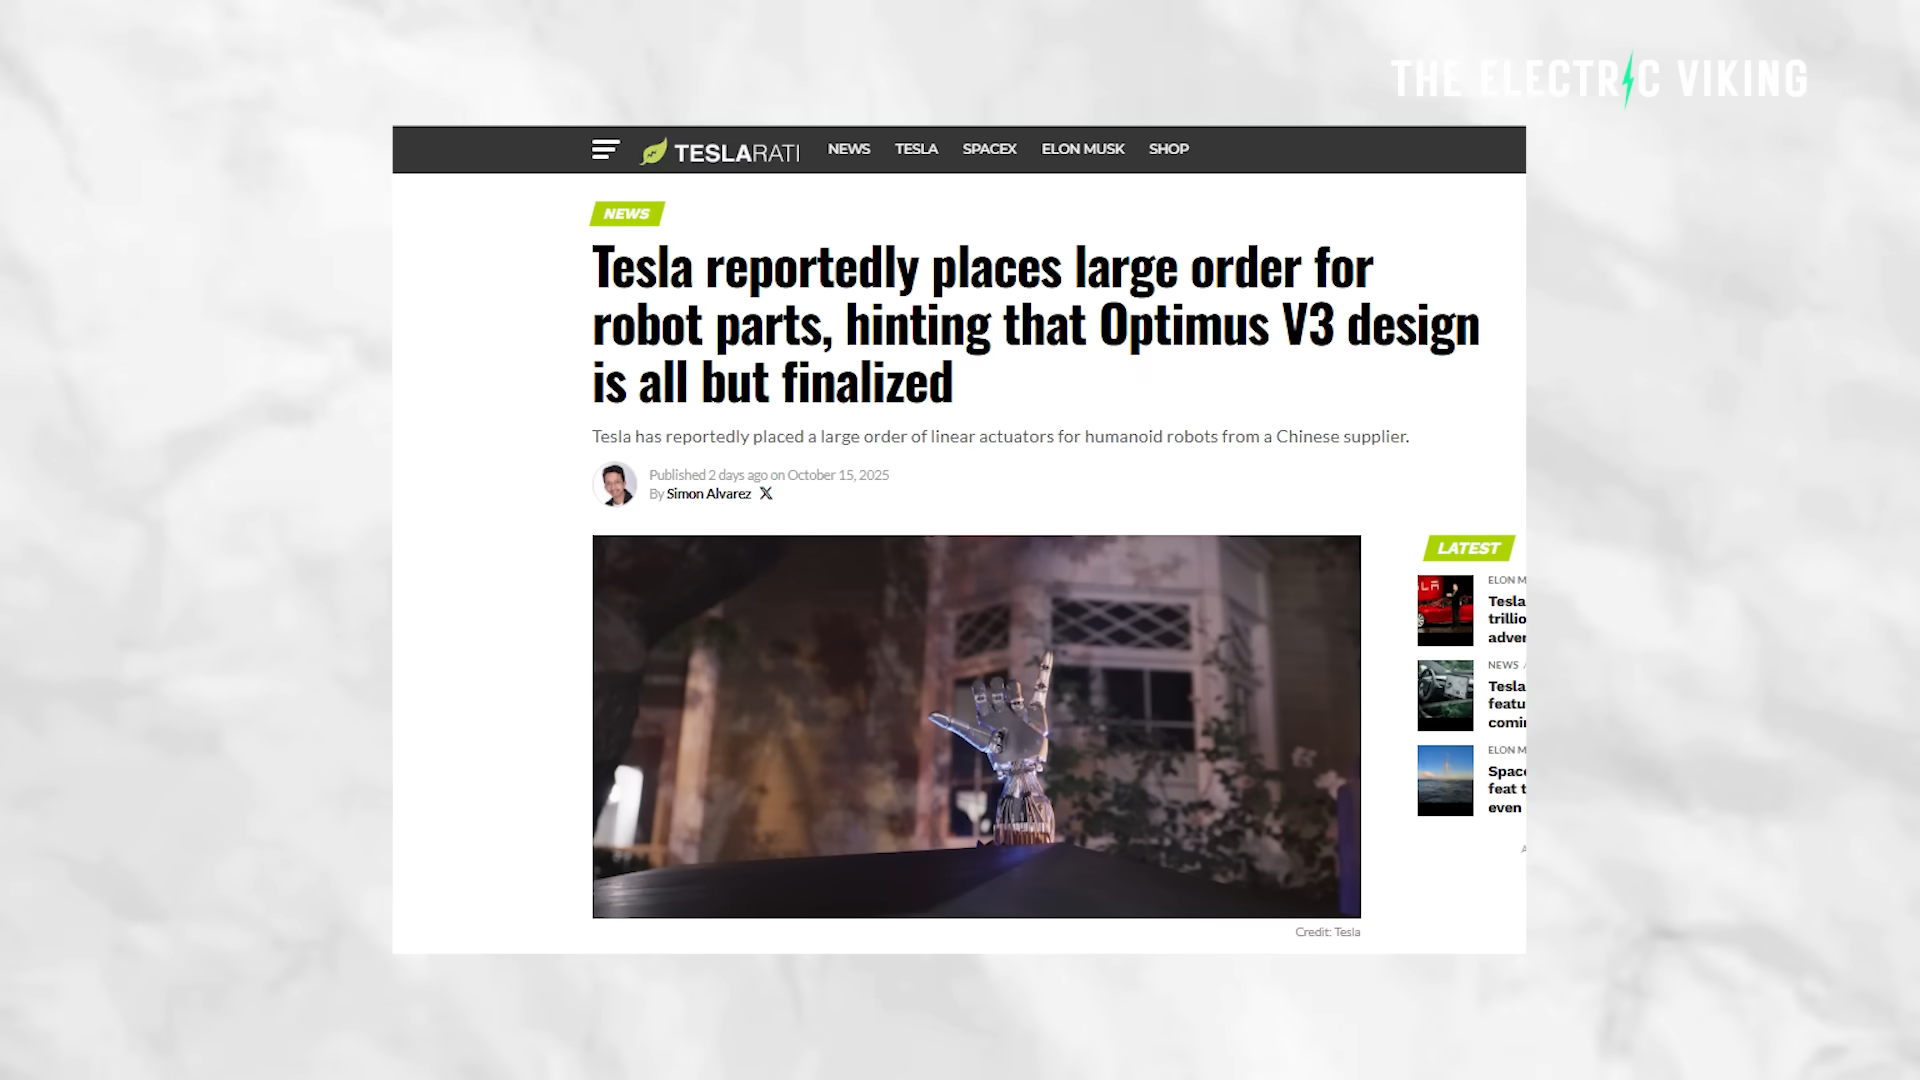 THE ELECTRIC VIKING
TESLARATI NEWS TESLA SPACEX ELON MUSK SHOP
NEWS
Tesla reportedly places large order for
robot parts, hinting that Optimus V3 design
is all but finalized
Tesla has reportedly placed a large order of linear actuators for humanoid robots from a Chinese supplier.
Published 2 days ago on October 15, 2025
By Simon Alvarez X
LATEST
ELON M
Tesla
trillio
adver
NEWS /
Tesla
featu
comi
ELON M
Space
feat t
even
Credit: Tesla